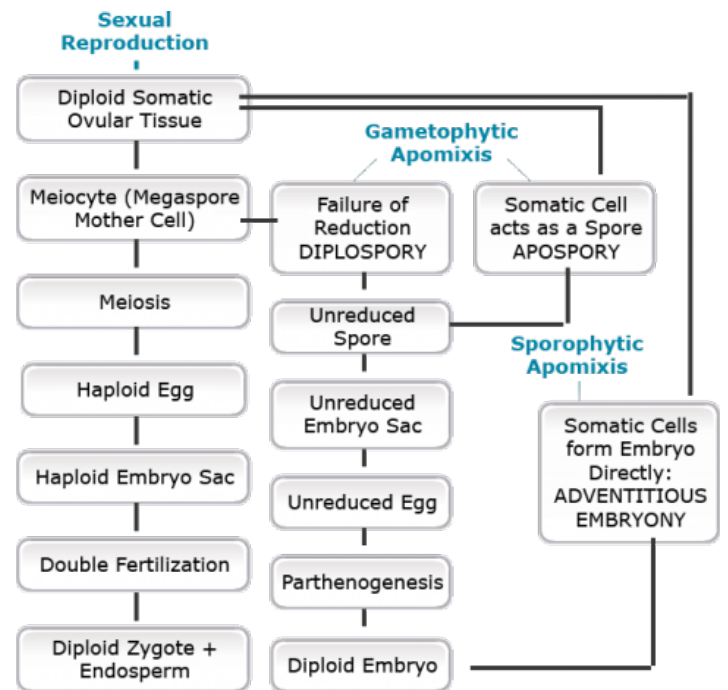 Sexual
Reproduction
Diploid Somatic
Ovular Tissue
Gametophytic
Apomixis
Meiocyte (Megaspore
Mother Cell)
Failure of
Reduction
DIPLOSPORY
Somatic Cell
acts as a Spore
APOSPORY
Meiosis
Unreduced
Spore
Sporophytic
Apomixis
Haploid Egg
Unreduced
Embryo Sac
Somatic Cells
form Embryo
Directly:
ADVENTITIOUS
EMBRYONY
Haploid Embryo Sac
Unreduced Egg
Double Fertilization
Parthenogenesis
Diploid Zygote +
Endosperm
Diploid Embryo